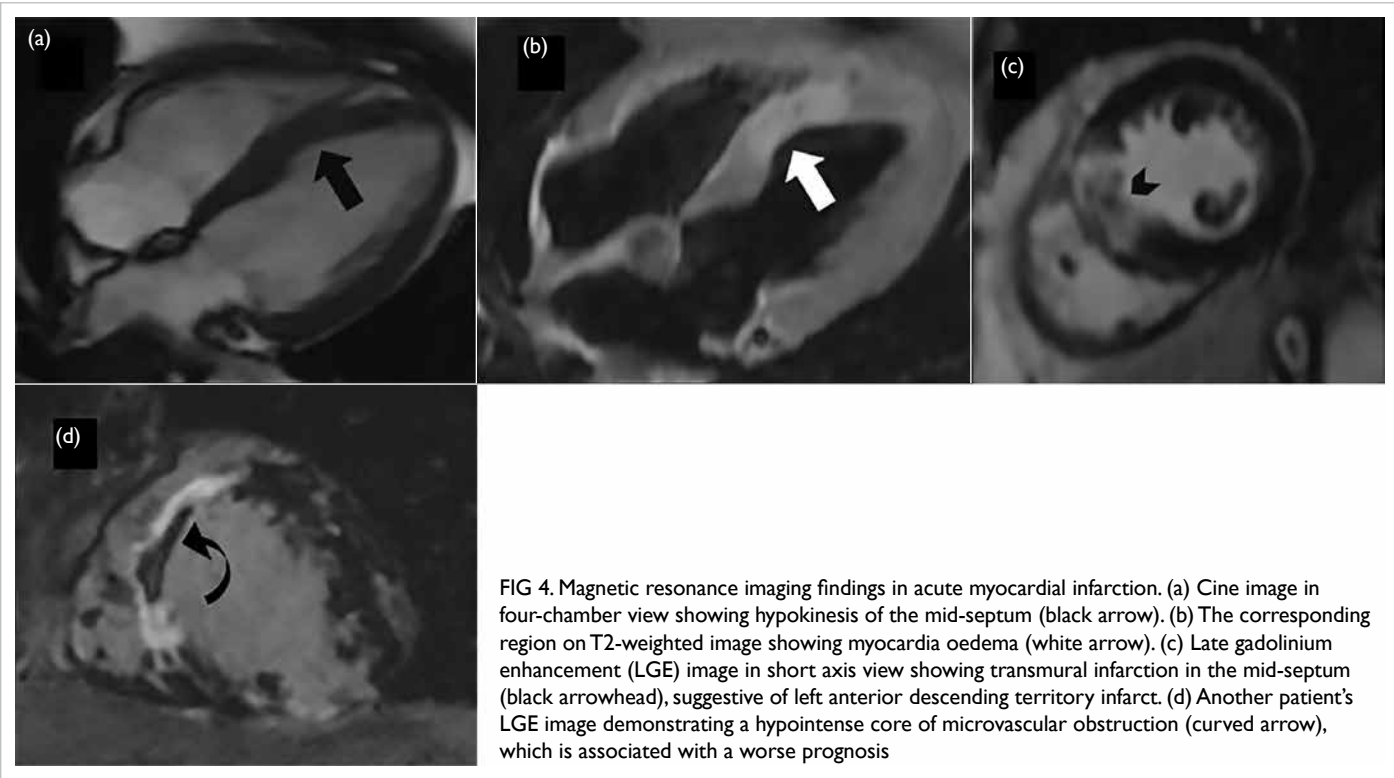 (a)
(b)
(c)
(d)
FIG 4. Magnetic resonance imaging findings in acute myocardial infarction. (a) Cine image in
four-chamber view showing hypokinesis of the mid-septum (black arrow). (b) The corresponding
region on T2-weighted image showing myocardia oedema (white arrow). (c) Late gadolinium
enhancement (LGE) image in short axis view showing transmural infarction in the mid-septum
(black arrowhead), suggestive of left anterior descending territory infarct. (d) Another patient's
LGE image demonstrating a hypointense core of microvascular obstruction (curved arrow),
which is associated with a worse prognosis